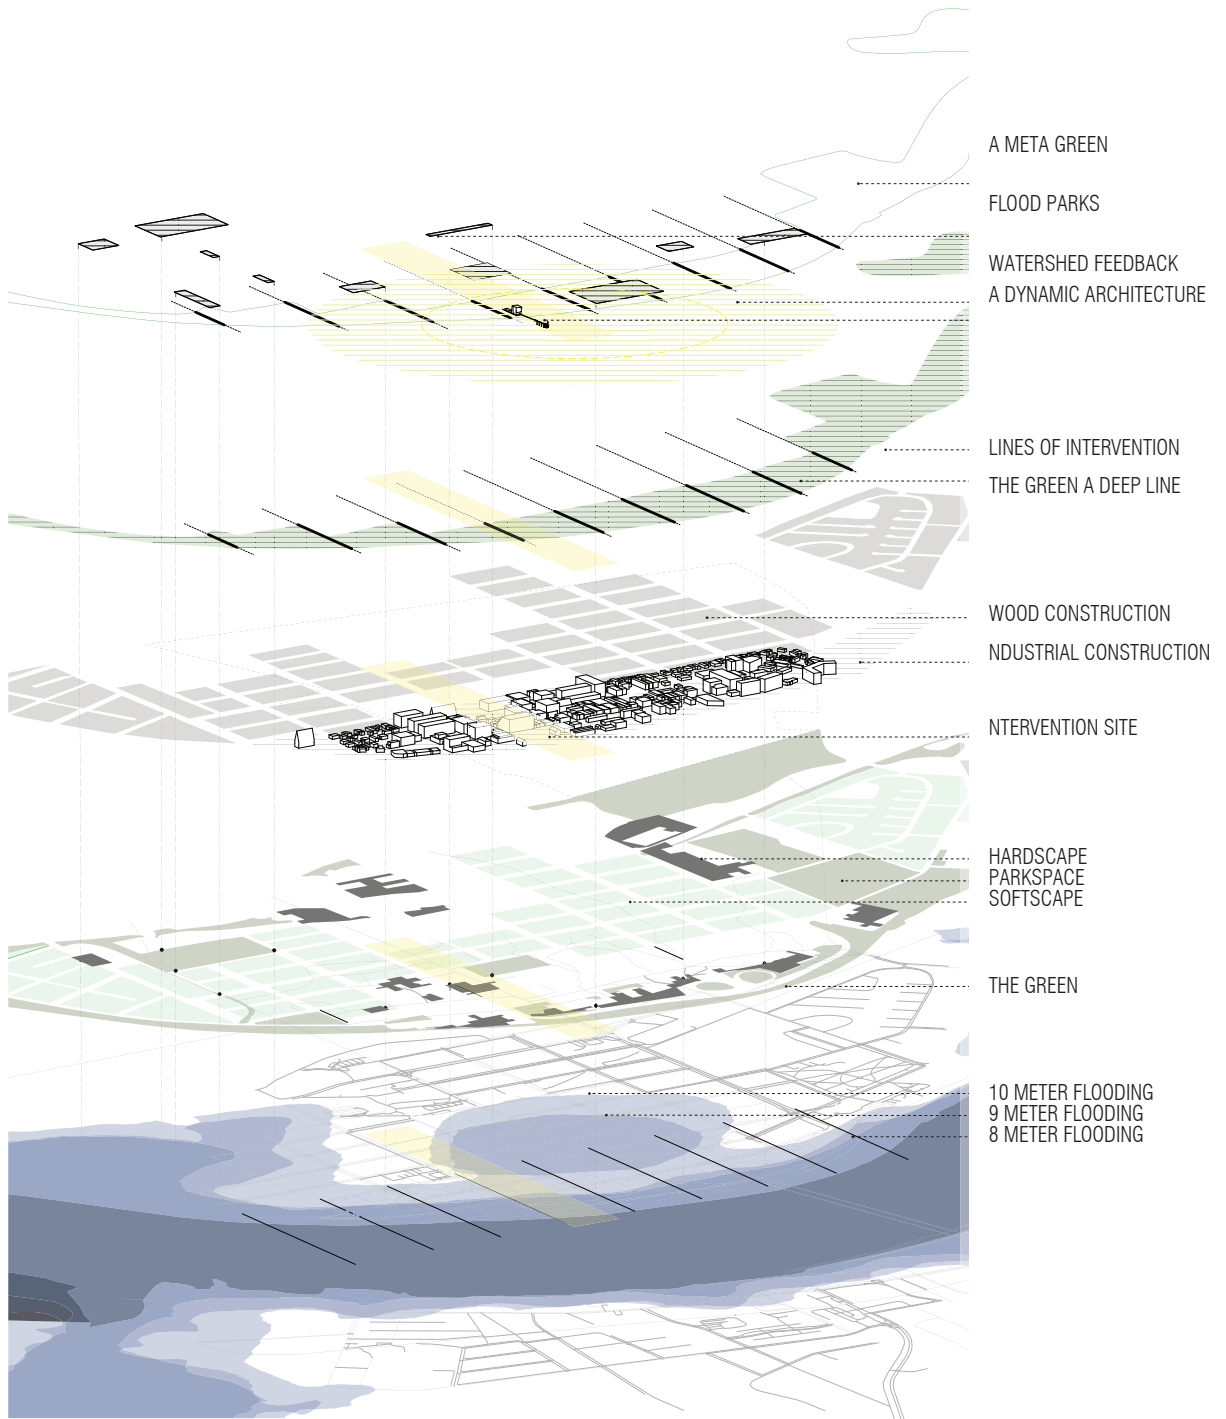 A META GREEN
FLOOD PARKS
WATERSHED FEEDBACK
A DYNAMIC ARCHITECTURE
LINES OF INTERVENTION
THE GREEN A DEEP LINE
WOOD CONSTRUCTION
NDUSTRIAL CONSTRUCTION
NTERVENTION SITE
HARDSCAPE
PARKSPACE
SOFTSCAPE
THE GREEN
10 METER FLOODING
9 METER FLOODING
8 METER FLOODING